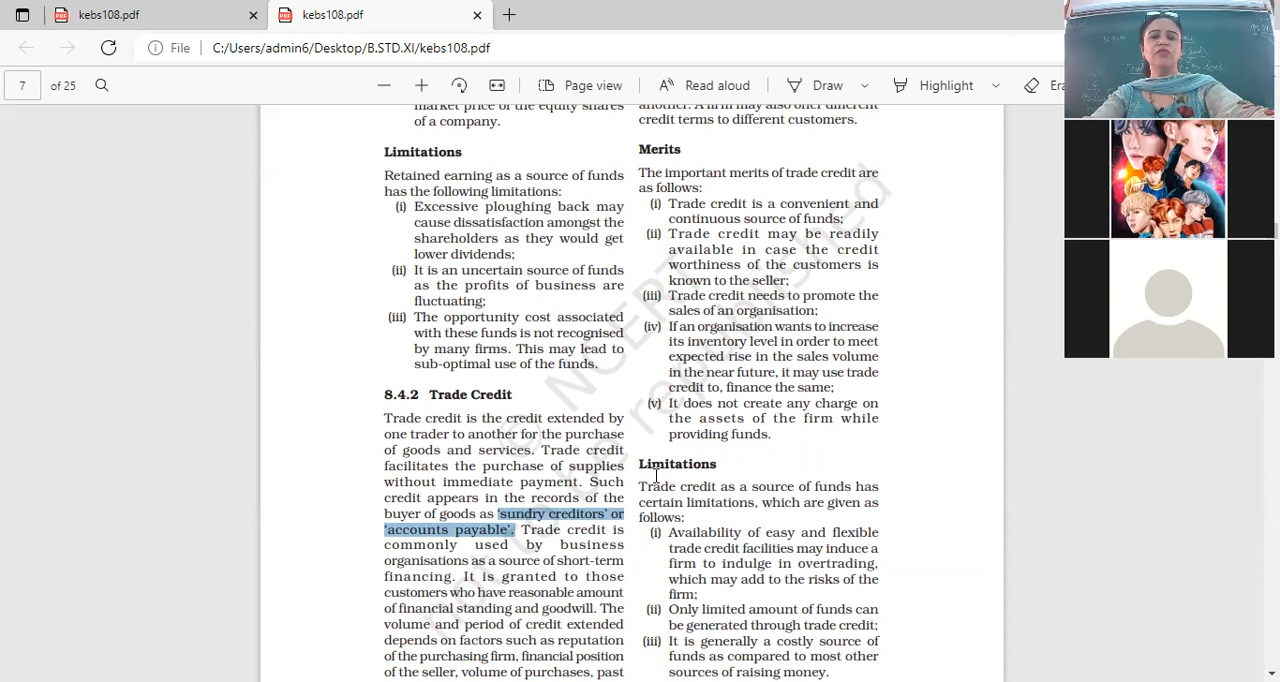 kebs108.pdf
kebs108.pdf
File
C:/Users/admin6/Desktop/B.STD.XI/kebs108.pdf
7
of 25
Page view
Read aloud
Draw
Highlight
Era
market price of the equity shares
of a company.
Limitations
Retained earning as a source of funds
has the following limitations:
(i) Excessive ploughing back may
cause dissatisfaction amongst the
shareholders as they would get
lower dividends;
(ii) It is an uncertain source of funds
as the profits of business are
fluctuating;
(iii) The opportunity cost associated
with these funds is not recognised
by many firms. This may lead to
sub-optimal use of the funds.
8.4.2 Trade Credit
Trade credit is the credit extended by
one trader to another for the purchase
of goods and services. Trade credit
facilitates the purchase of supplies
without immediate payment. Such
credit appears in the records of the
buyer of goods as ‘sundry creditors’ or
‘accounts payable’. Trade credit is
commonly used by business
organisations as a source of short-term
financing. It is granted to those
customers who have reasonable amount
of financial standing and goodwill. The
volume and period of credit extended
depends on factors such as reputation
of the purchasing firm, financial position
of the seller, volume of purchases, past
another. A firm may also offer different
credit terms to different customers.
Merits
The important merits of trade credit are
as follows:
(i) Trade credit is a convenient and
continuous source of funds;
(ii) Trade credit may be readily
available in case the credit
worthiness of the customers is
known to the seller;
(iii) Trade credit needs to promote the
sales of an organisation;
(iv) If an organisation wants to increase
its inventory level in order to meet
expected rise in the sales volume
in the near future, it may use trade
credit to, finance the same;
(v) It does not create any charge on
the assets of the firm while
providing funds.
Limitations
Trade credit as a source of funds has
certain limitations, which are given as
follows:
(i) Availability of easy and flexible
trade credit facilities may induce a
firm to indulge in overtrading,
which may add to the risks of the
firm;
(ii) Only limited amount of funds can
be generated through trade credit;
(iii) It is generally a costly source of
funds as compared to most other
sources of raising money.
© NCERT
not to be republished